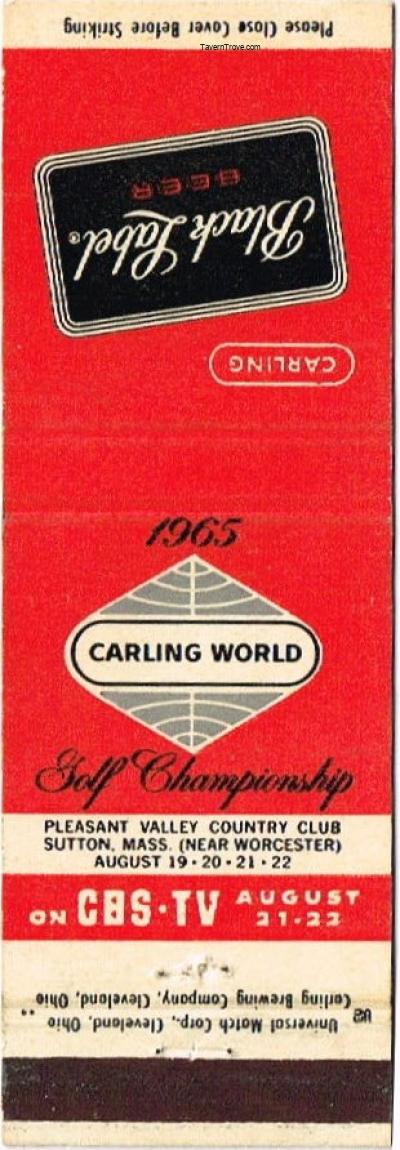 Please Close Cover Before Striking
TavernTrove.com
Black Label®
BEER
CARLING
1965
CARLING WORLD
Golf Championship
PLEASANT VALLEY COUNTRY CLUB
SUTTON, MASS. (NEAR WORCESTER)
AUGUST 19·20·21·22
ON CBS·TV AUGUST
21-22
Universal Match Corp., Cleveland, Ohio
Carling Brewing Company, Cleveland, Ohio